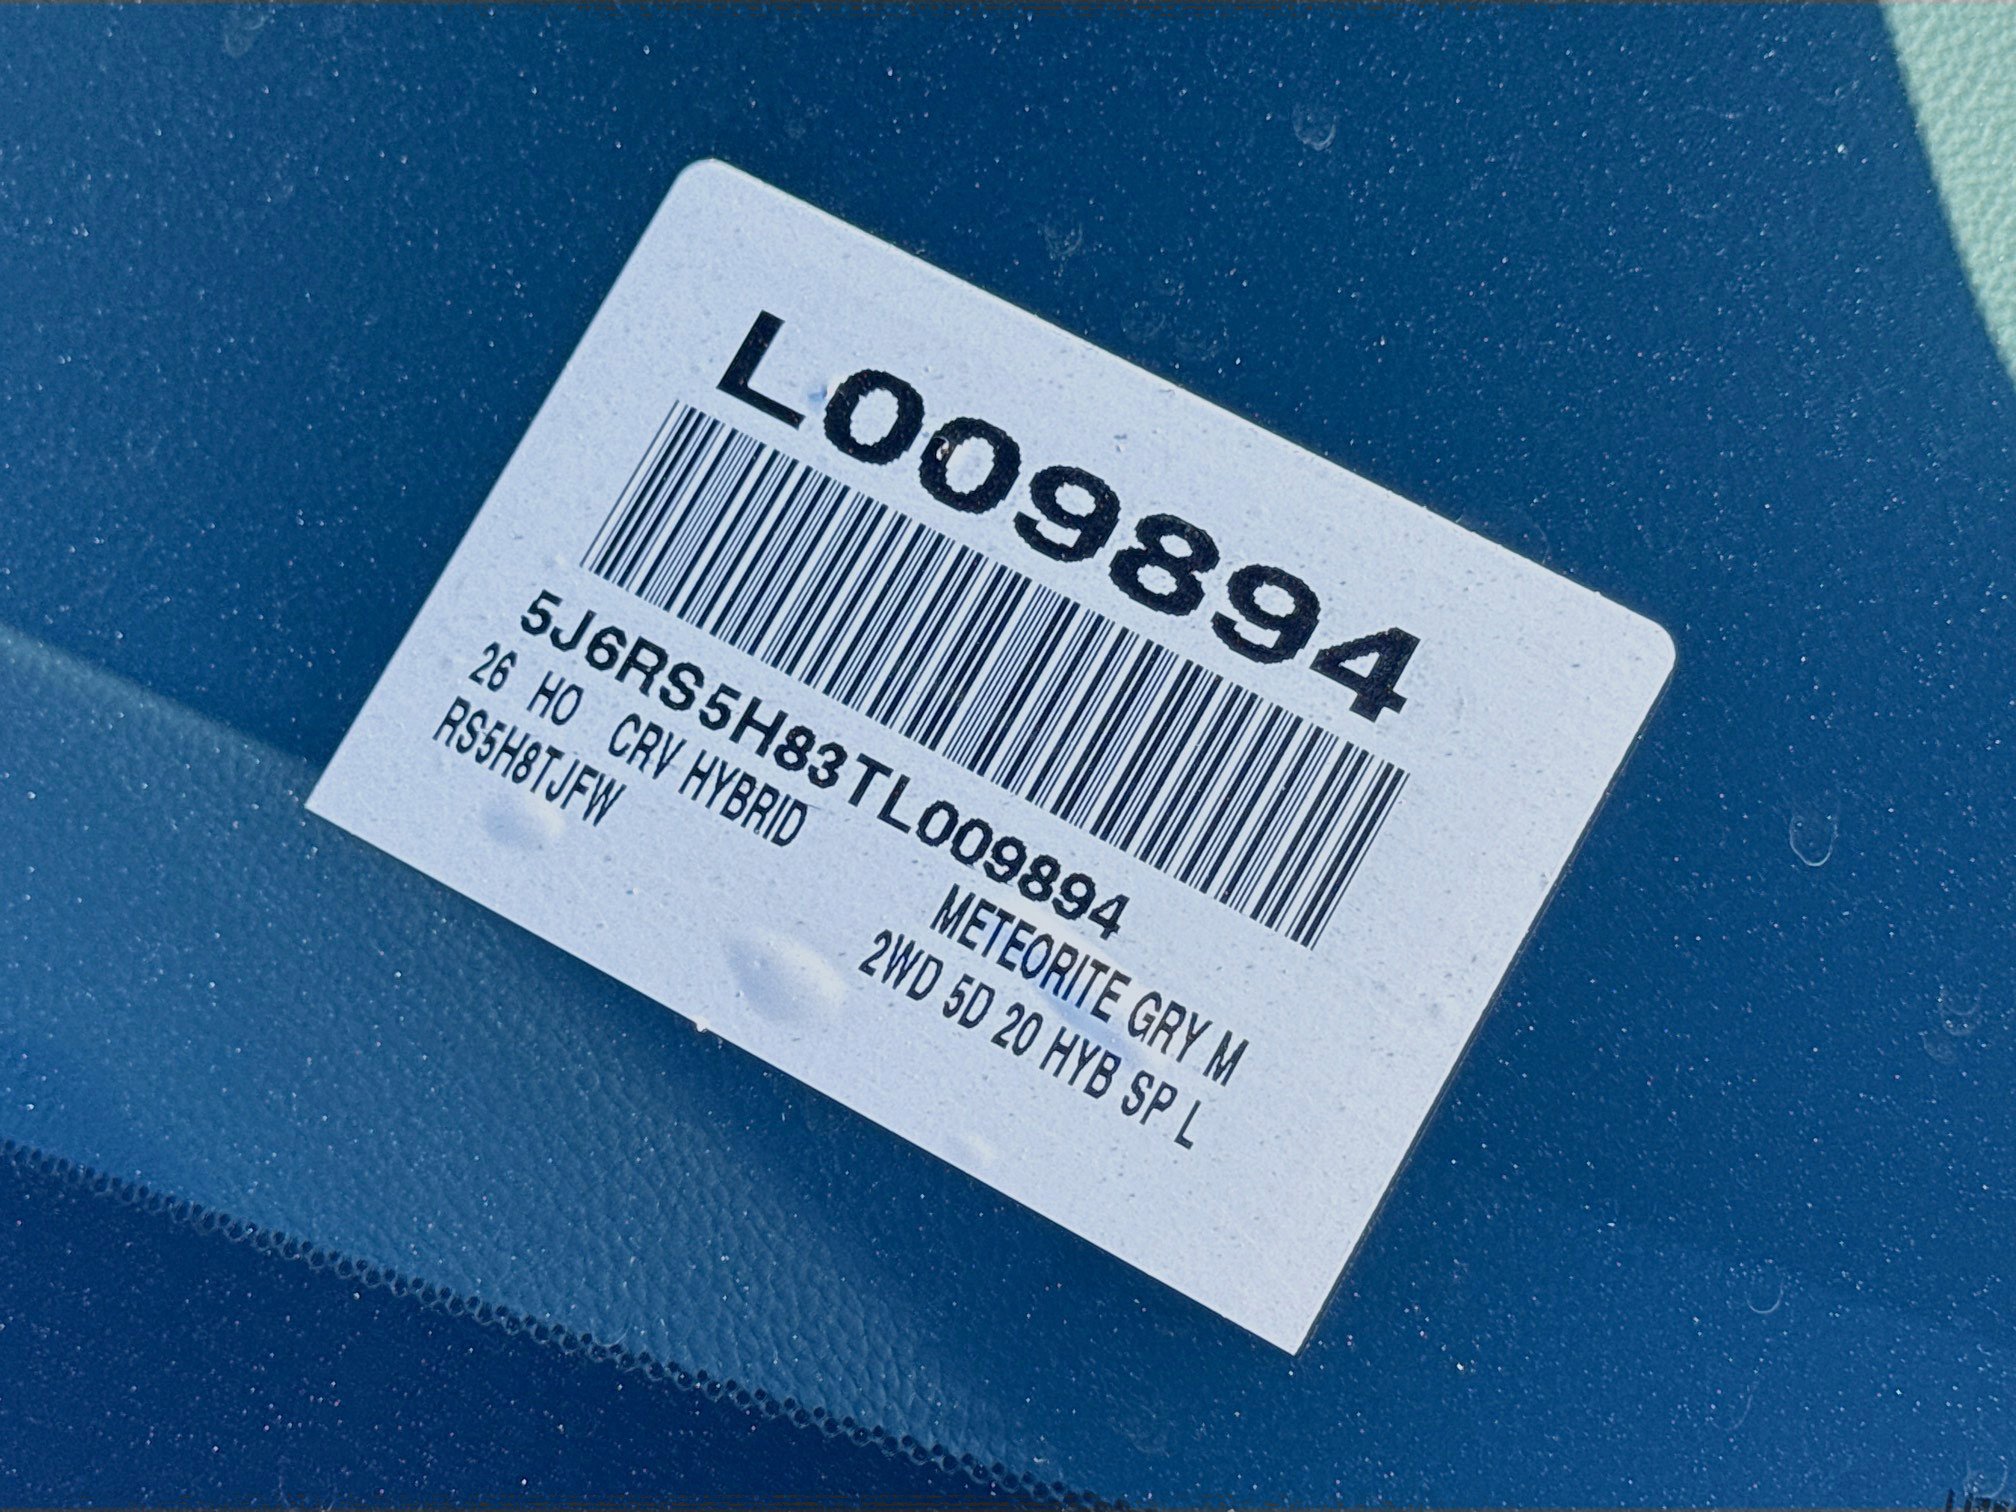 L009894
5J6RS5H83TL009894
26 HO CRV HYBRID METEORITE GRY M
RS5H8TJFW 2WD 5D 20 HYB SP L